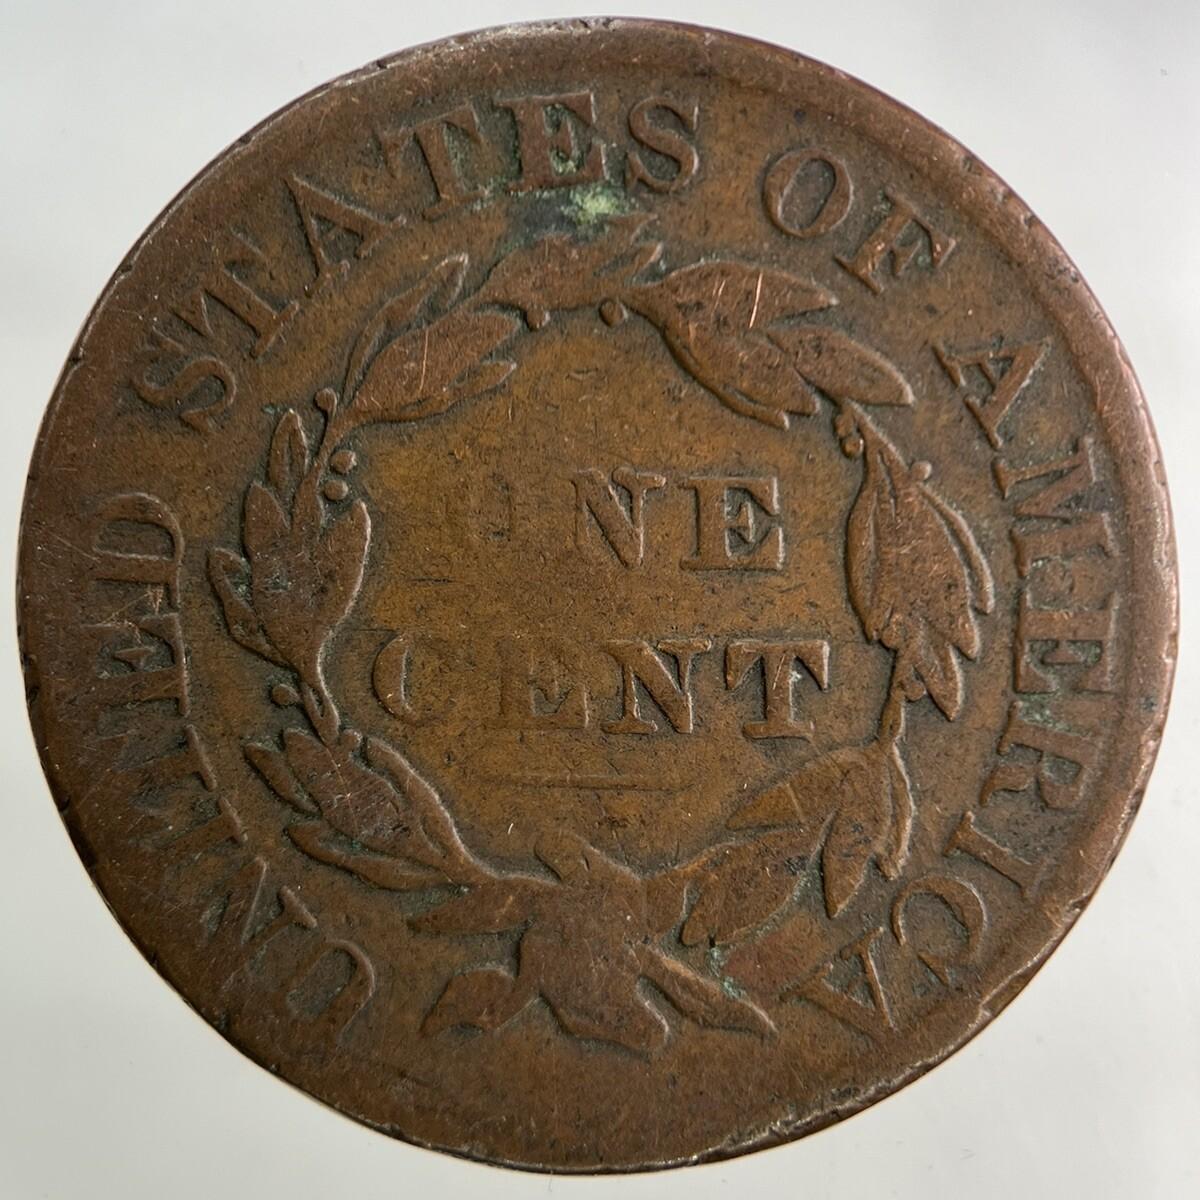 UNITED STATES OF AMERICA
ONE
CENT